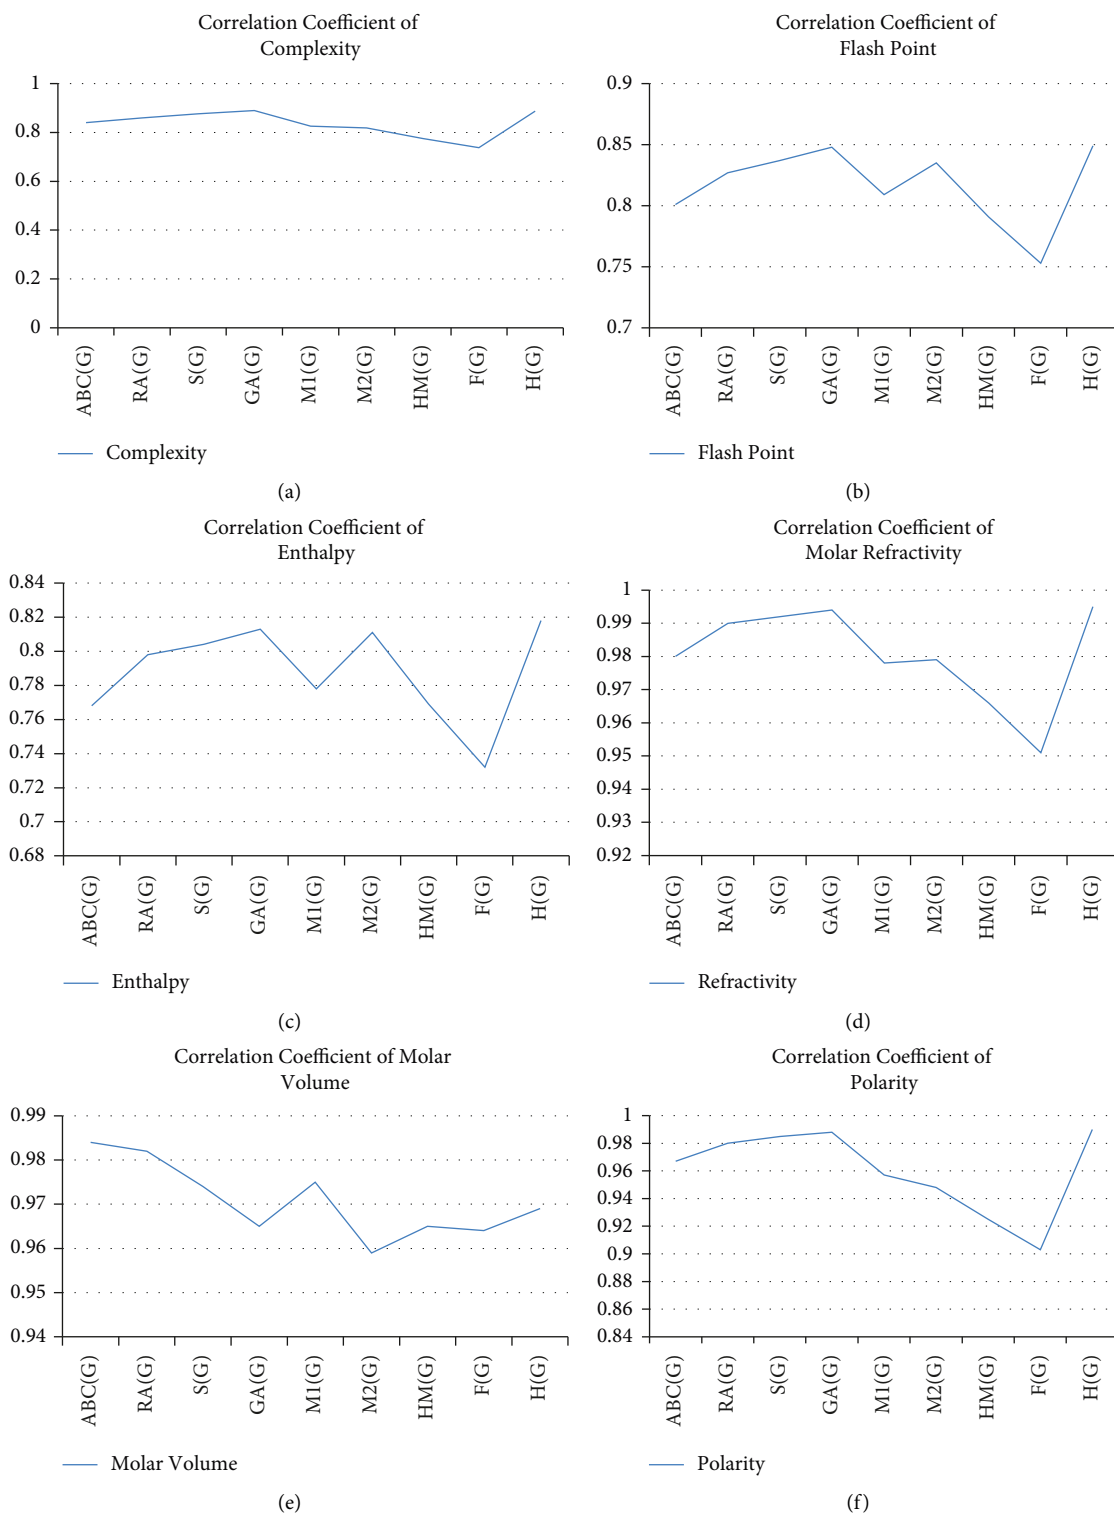 Correlation Coefficient of
Complexity
1
0.8
0.6
0.4
0.2
0
ABC(G)
RA(G)
S(G)
GA(G)
M1(G)
M2(G)
HM(G)
F(G)
H(G)
Complexity
(a)
Correlation Coefficient of
Flash Point
0.9
0.85
0.8
0.75
0.7
ABC(G)
RA(G)
S(G)
GA(G)
M1(G)
M2(G)
HM(G)
F(G)
H(G)
Flash Point
(b)
Correlation Coefficient of
Enthalpy
0.84
0.82
0.8
0.78
0.76
0.74
0.72
0.7
0.68
ABC(G)
RA(G)
S(G)
GA(G)
M1(G)
M2(G)
HM(G)
F(G)
H(G)
Enthalpy
(c)
Correlation Coefficient of
Molar Refractivity
1
0.99
0.98
0.97
0.96
0.95
0.94
0.93
0.92
ABC(G)
RA(G)
S(G)
GA(G)
M1(G)
M2(G)
HM(G)
F(G)
H(G)
Refractivity
(d)
Correlation Coefficient of Molar
Volume
0.99
0.98
0.97
0.96
0.95
0.94
ABC(G)
RA(G)
S(G)
GA(G)
M1(G)
M2(G)
HM(G)
F(G)
H(G)
Molar Volume
(e)
Correlation Coefficient of
Polarity
1
0.98
0.96
0.94
0.92
0.9
0.88
0.86
0.84
ABC(G)
RA(G)
S(G)
GA(G)
M1(G)
M2(G)
HM(G)
F(G)
H(G)
Polarity
(f)